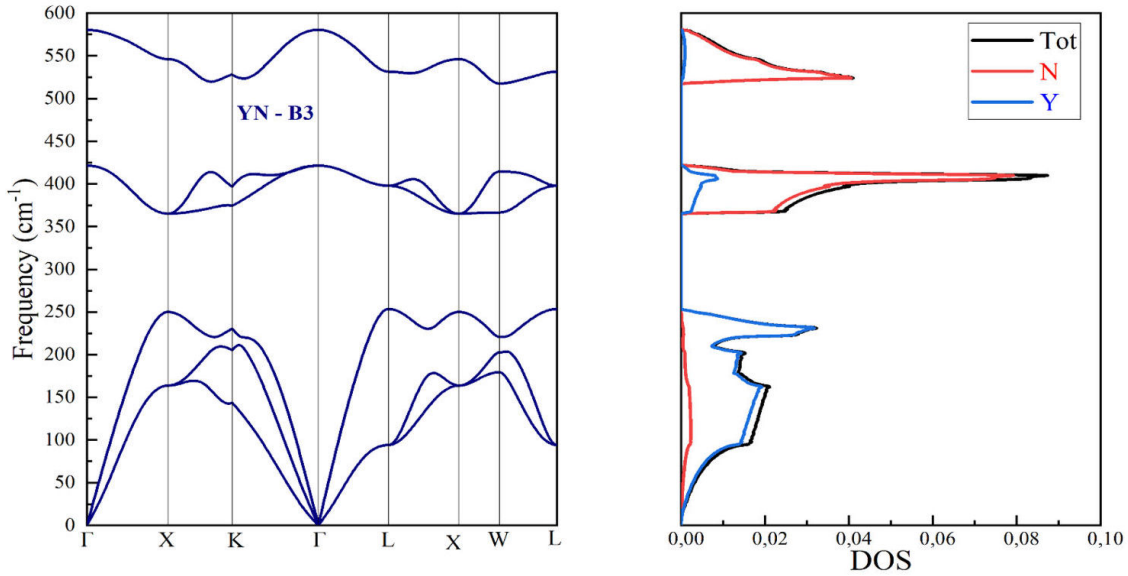 600
550
500
450
400
350
300
250
200
150
100
50
0
Frequency (cm-1)
YN - B3
Γ X K Γ L X W L
Tot
N
Y
0,00 0,02 0,04 0,06 0,08 0,10
DOS